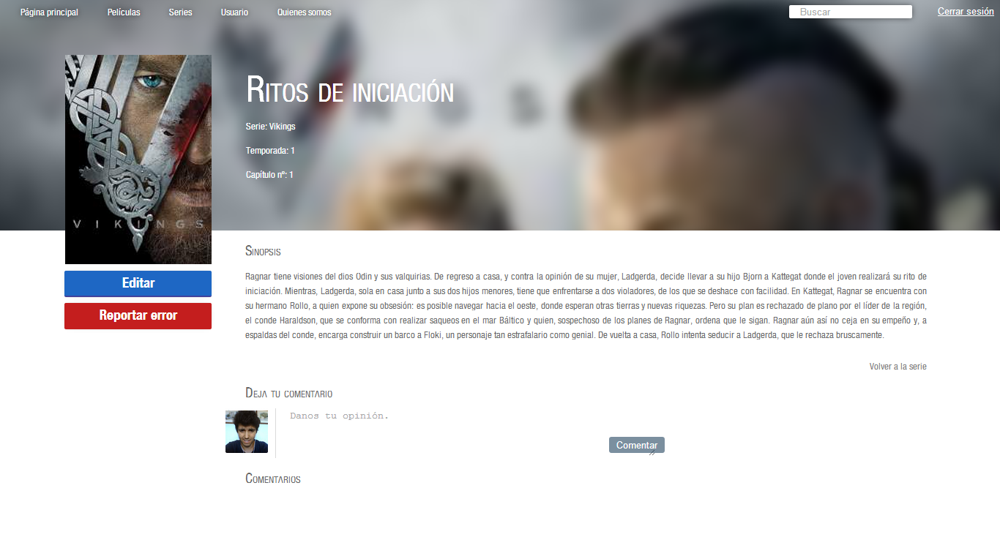 Página principal Películas Series Usuario Quienes somos Buscar Cerrar sesión
Ritos de iniciación
Serie: Vikings
Temporada: 1
Capítulo nº: 1
VIKINGS
Editar
Reportar error
Sinopsis
Ragnar tiene visiones del dios Odin y sus valquirias. De regreso a casa, y contra la opinión de su mujer, Ladgerda, decide llevar a su hijo Bjorn a Kattegat donde el joven realizará su rito de
iniciación. Mientras, Ladgerda, sola en casa junto a sus dos hijos menores, tiene que enfrentarse a dos violadores, de los que se deshace con facilidad. En Kattegat, Ragnar se encuentra con
su hermano Rollo, a quien expone su obsesión: es posible navegar hacia el oeste, donde esperan otras tierras y nuevas riquezas. Pero su plan es rechazado de plano por el líder de la región,
el conde Haraldson, que se conforma con realizar saqueos en el mar Báltico y quien, sospechoso de los planes de Ragnar, ordena que le sigan. Ragnar aún así no ceja en su empeño y, a
espaldas del conde, encarga construir un barco a Floki, un personaje tan estrafalario como genial. De vuelta a casa, Rollo intenta seducir a Ladgerda, que le rechaza bruscamente.
Volver a la serie
Deja tu comentario
Danos tu opinión.
Comentar
Comentarios